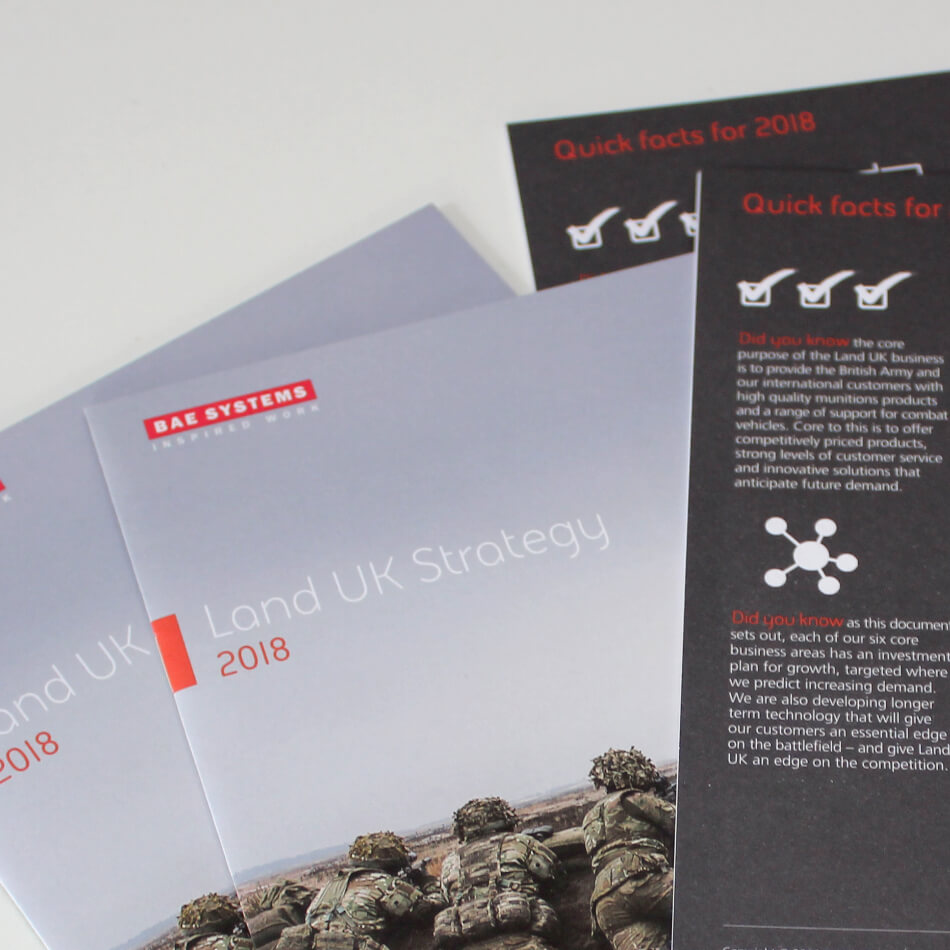 Quick facts for 2018
Quick facts for
Did you know the core
purpose of the Land UK business
is to provide the British Army and
our international customers with
high quality munitions products
and a range of support for combat
vehicles. Core to this is to offer
competitively priced products,
strong levels of customer service
and innovative solutions that
anticipate future demand.
Did you know as this document
sets out, each of our six core
business areas has an investment
plan for growth, targeted where
we predict increasing demand.
We are also developing longer
term technology that will give
our customers an essential edge
on the battlefield – and give Land
UK an edge on the competition.
BAE SYSTEMS
INSPIRED WORK
Land UK Strategy
2018
and UK
2018
K